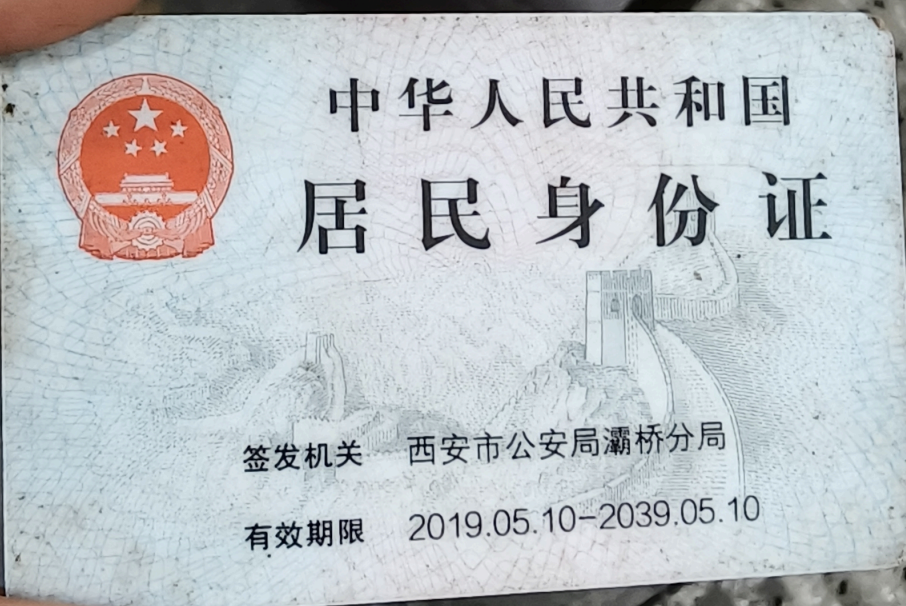 中华人民共和国
居民身份证
签发机关 西安市公安局灞桥分局
有效期限 2019.05.10-2039.05.10